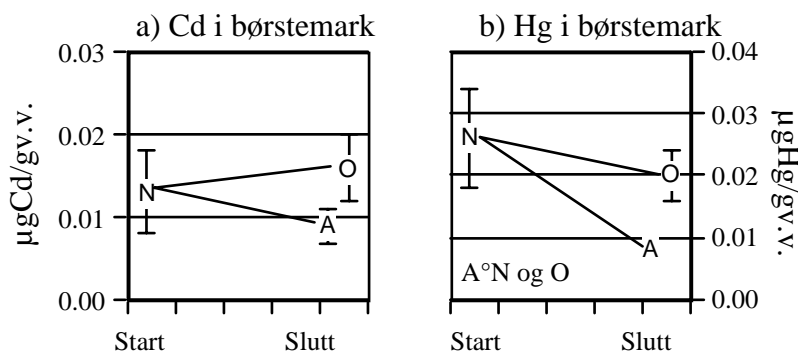 a) Cd i børstemark
0.03
0.02
0.01
0.00
µgCd/gv.v.
N
O
A
Start
Slutt
b) Hg i børstemark
0.04
0.03
0.02
0.01
0.00
µgHg/gv.v.
N
O
A
A°N og O
Start
Slutt